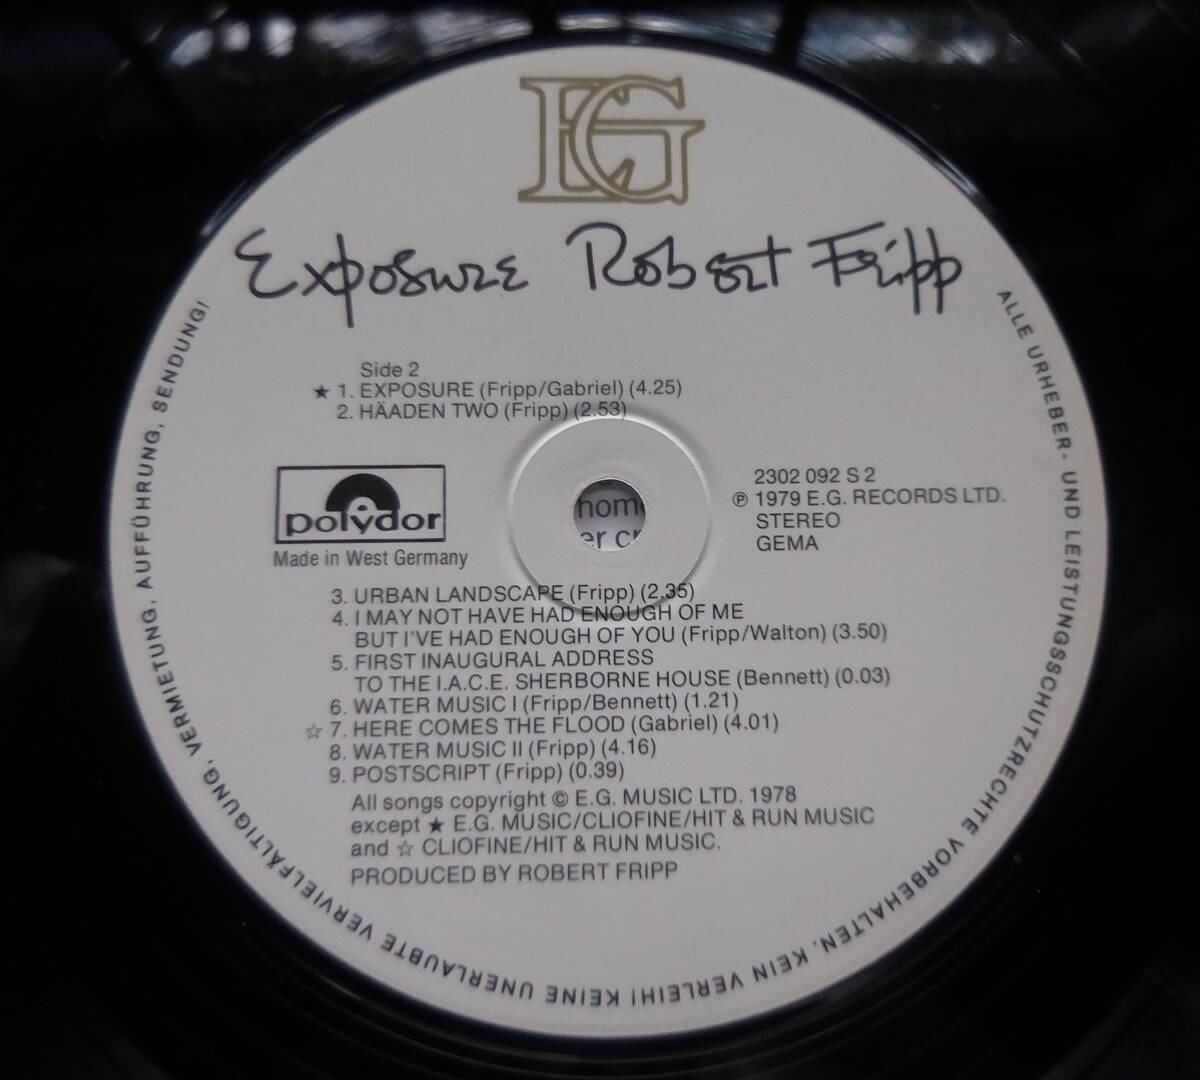 EG
Exposure Robert Fripp
Side 2
★ 1. EXPOSURE (Fripp/Gabriel) (4.25)
2. HÄADEN TWO (Fripp) (2.53)
polydor
Made in West Germany
2302 092 S 2
℗ 1979 E.G. RECORDS LTD.
STEREO
GEMA
3. URBAN LANDSCAPE (Fripp) (2.35)
4. I MAY NOT HAVE HAD ENOUGH OF ME
BUT I'VE HAD ENOUGH OF YOU (Fripp/Walton) (3.50)
5. FIRST INAUGURAL ADDRESS
TO THE I.A.C.E. SHERBORNE HOUSE (Bennett) (0.03)
6. WATER MUSIC I (Fripp/Bennett) (1.21)
☆ 7. HERE COMES THE FLOOD (Gabriel) (4.01)
8. WATER MUSIC II (Fripp) (4.16)
9. POSTSCRIPT (Fripp) (0.39)
All songs copyright © E.G. MUSIC LTD. 1978
except ★ E.G. MUSIC/CLIOFINE/HIT & RUN MUSIC
and ☆ CLIOFINE/HIT & RUN MUSIC.
PRODUCED BY ROBERT FRIPP
ALLE URHEBER- UND LEISTUNGSSCHUTZRECHTE VORBEHALTEN. KEIN VERLEIH! KEINE UNERLAUBTE VERVIELFÄLTIGUNG, VERMIETUNG, AUFFÜHRUNG, SENDUNG!